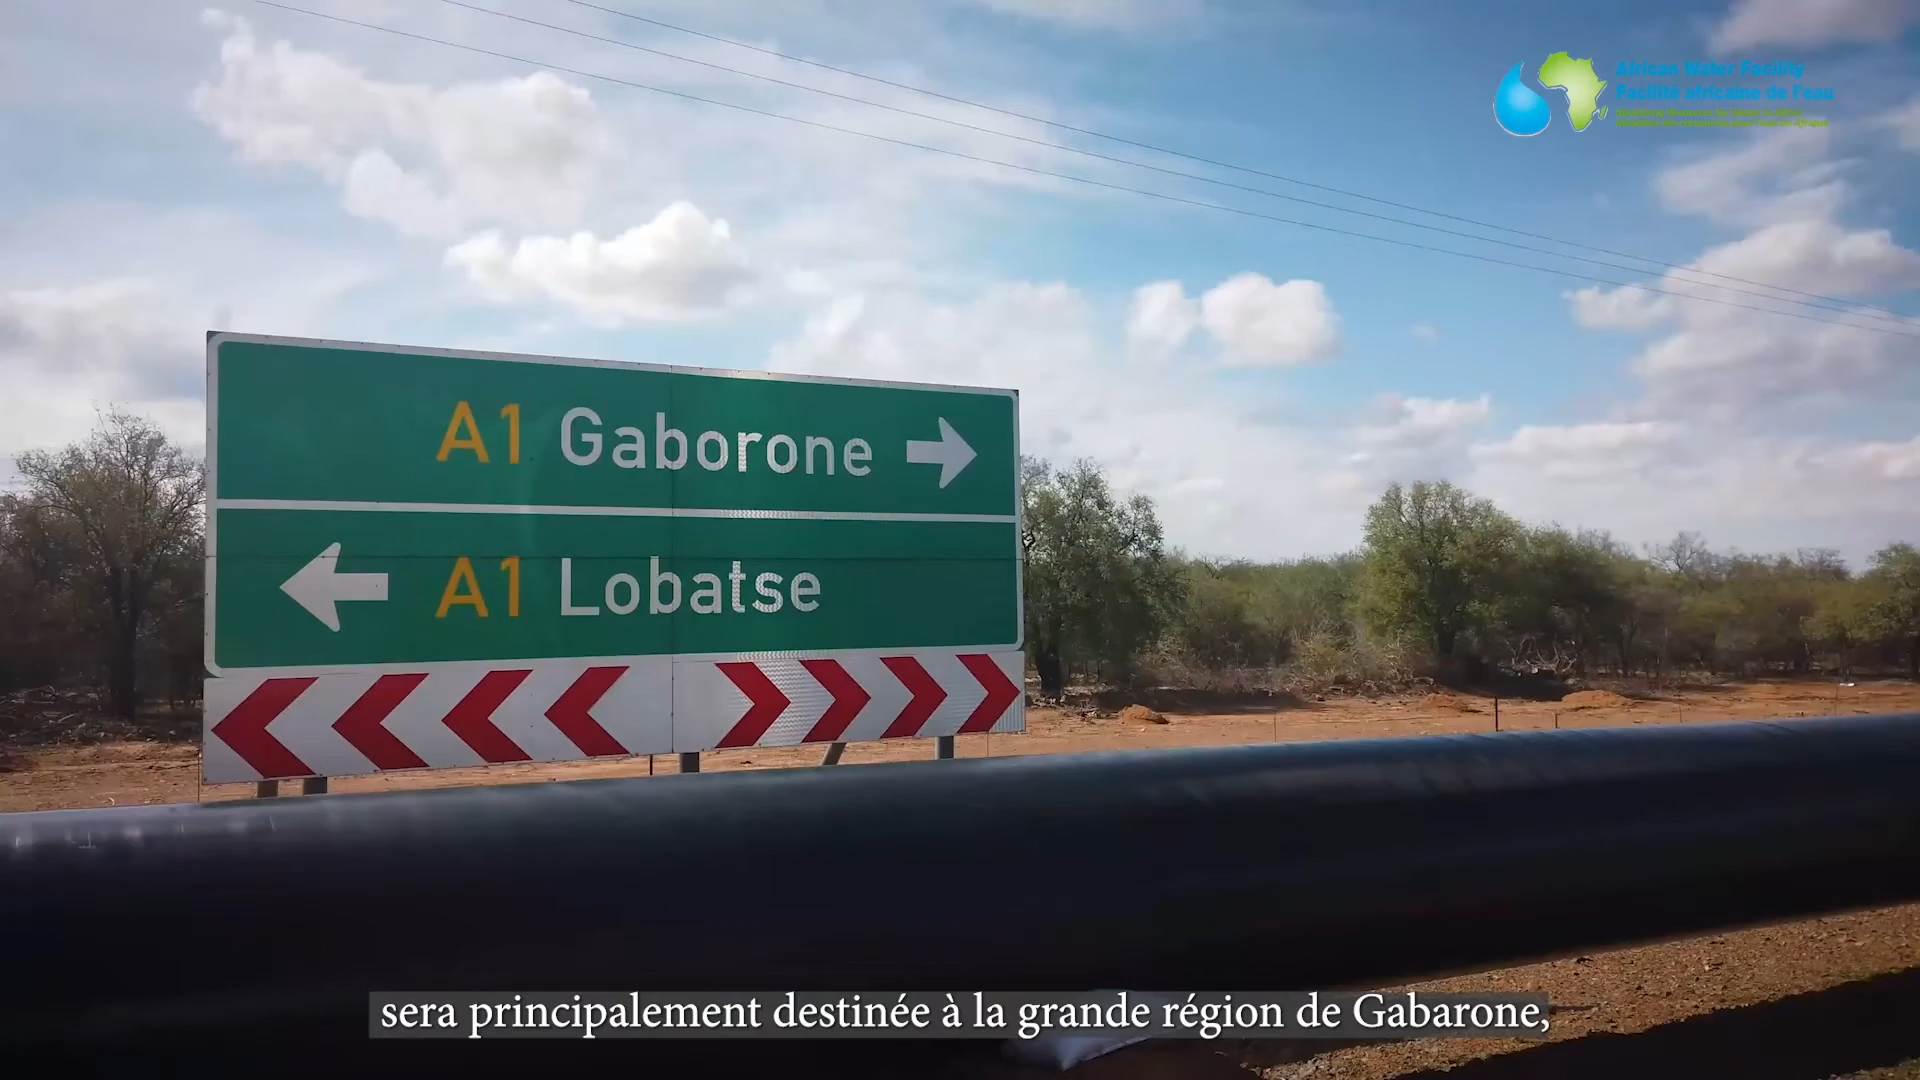 African Water Facility
Facilité africaine de l'eau
A1 Gaborone
A1 Lobatse
sera principalement destinée à la grande région de Gabarone,